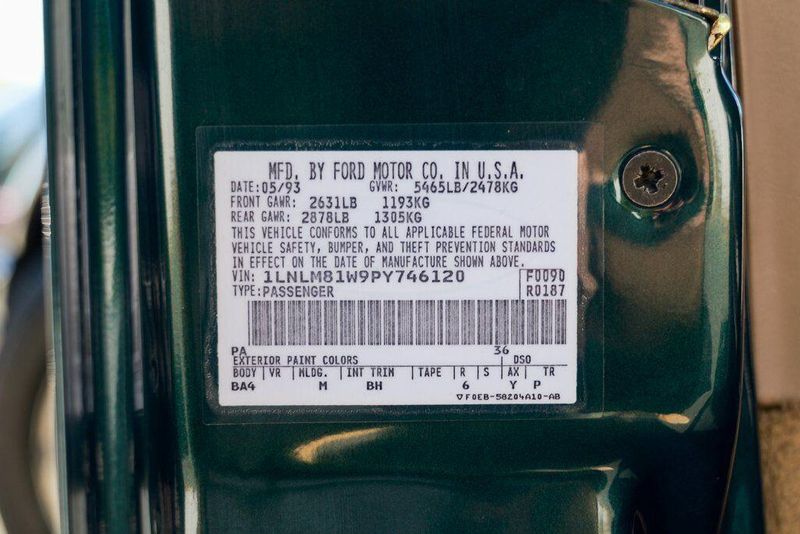 MFD. BY FORD MOTOR CO. IN U.S.A.
DATE: 05/93 GVWR: 5465LB/2478KG
FRONT GAWR: 2631LB 1193KG
REAR GAWR: 2878LB 1305KG
THIS VEHICLE CONFORMS TO ALL APPLICABLE FEDERAL MOTOR
VEHICLE SAFETY, BUMPER, AND THEFT PREVENTION STANDARDS
IN EFFECT ON THE DATE OF MANUFACTURE SHOWN ABOVE.
VIN: 1LNLM81W9PY746120 F0090
TYPE: PASSENGER R0187
PA 36
EXTERIOR PAINT COLORS DSO
BODY VR MLDG. INT TRIM TAPE R S AX TR
BA4 M BH 6 Y P
▽F0EB-58204A10-AB